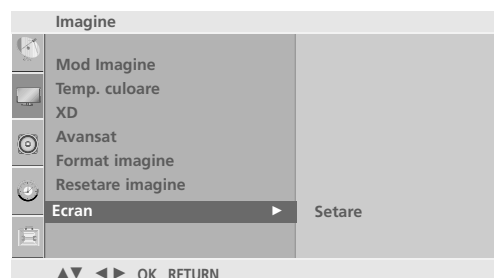 Imagine
Mod Imagine
Temp. culoare
XD
Avansat
Format imagine
Resetare imagine
Ecran ► Setare
▲▼ ◄► OK RETURN